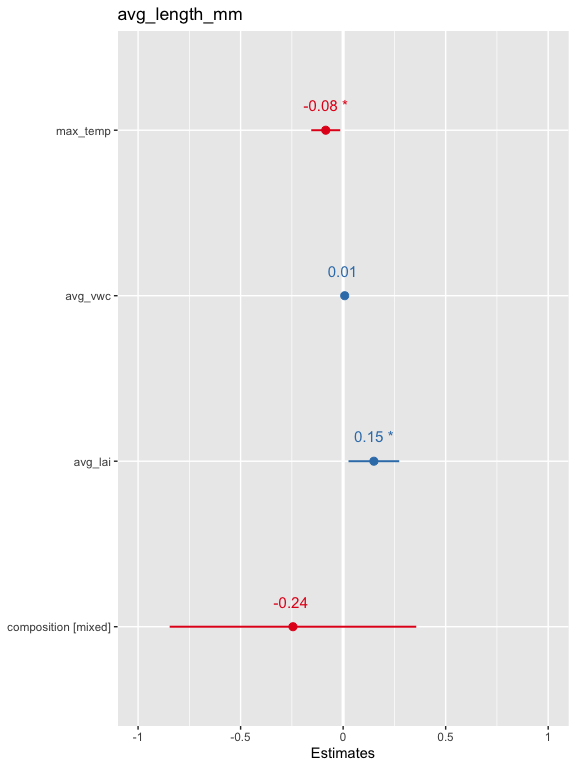 avg_length_mm
-0.08 *
max_temp
0.01
avg_vwc
0.15 *
avg_lai
-0.24
composition [mixed]
-1 -0.5 0 0.5 1
Estimates